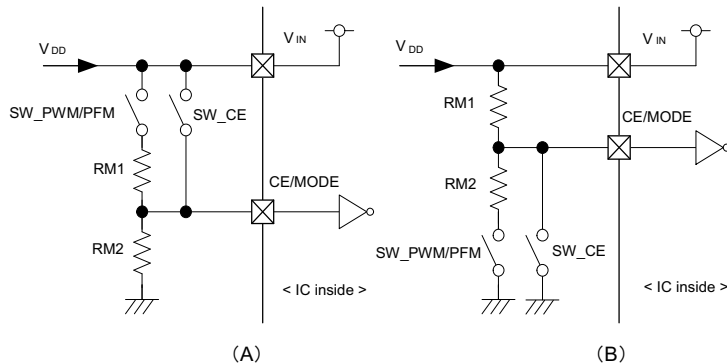 V DD
V IN
SW_PWM/PFM
SW_CE
RM1
CE/MODE
RM2
< IC inside >
(A)
V DD
V IN
RM1
CE/MODE
RM2
SW_PWM/PFM
SW_CE
< IC inside >
(B)